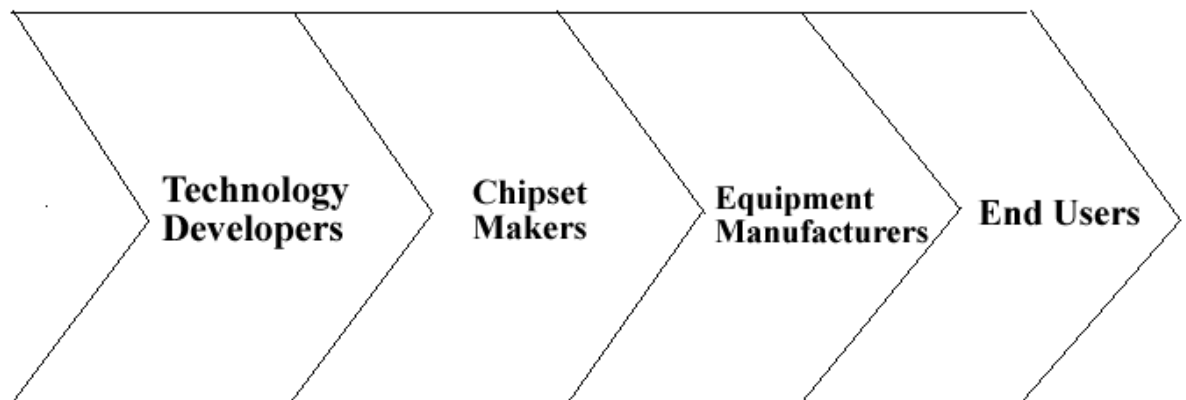 Technology
Developers
Chipset
Makers
Equipment
Manufacturers
End Users